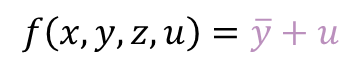 f(x, y, z, u) = ȳ + u